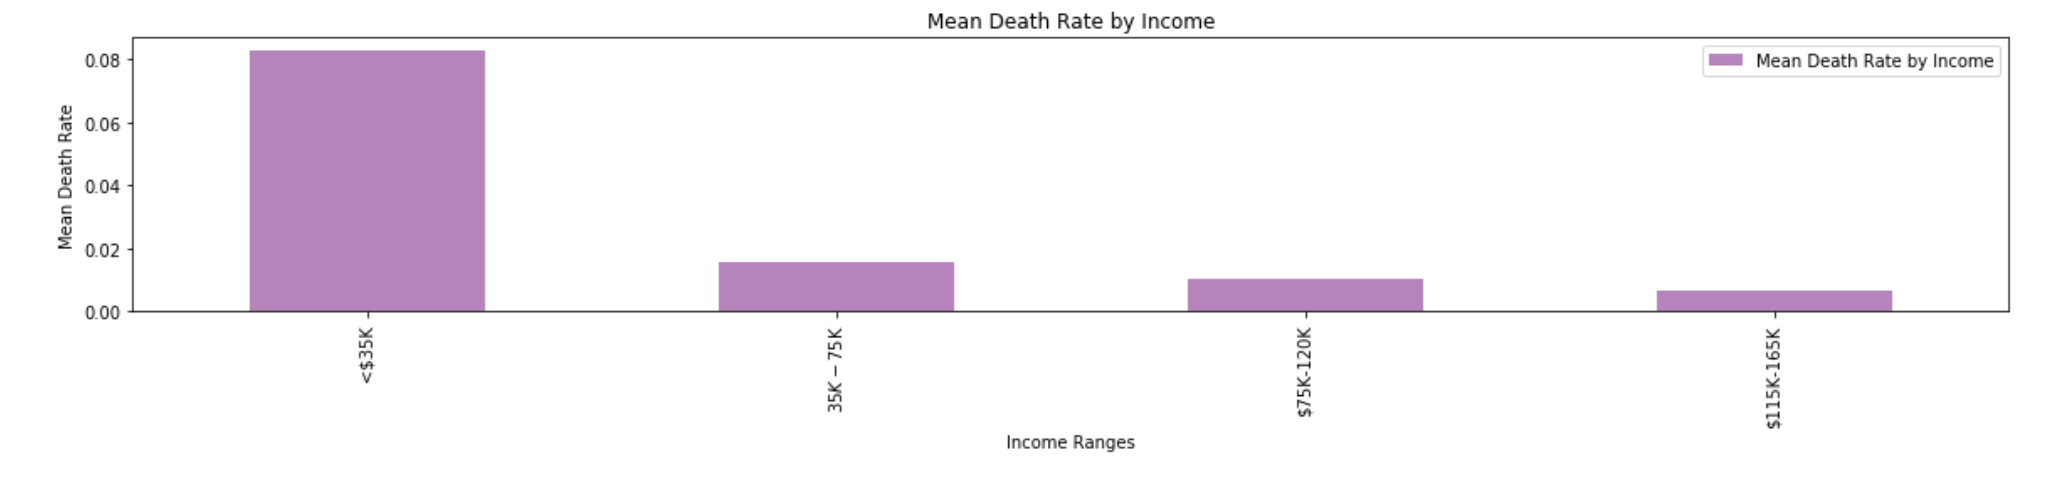 Mean Death Rate by Income
Mean Death Rate by Income
Mean Death Rate
0.08
0.06
0.04
0.02
0.00
<$35K
35K − 75K
$75K-120K
$115K-165K
Income Ranges